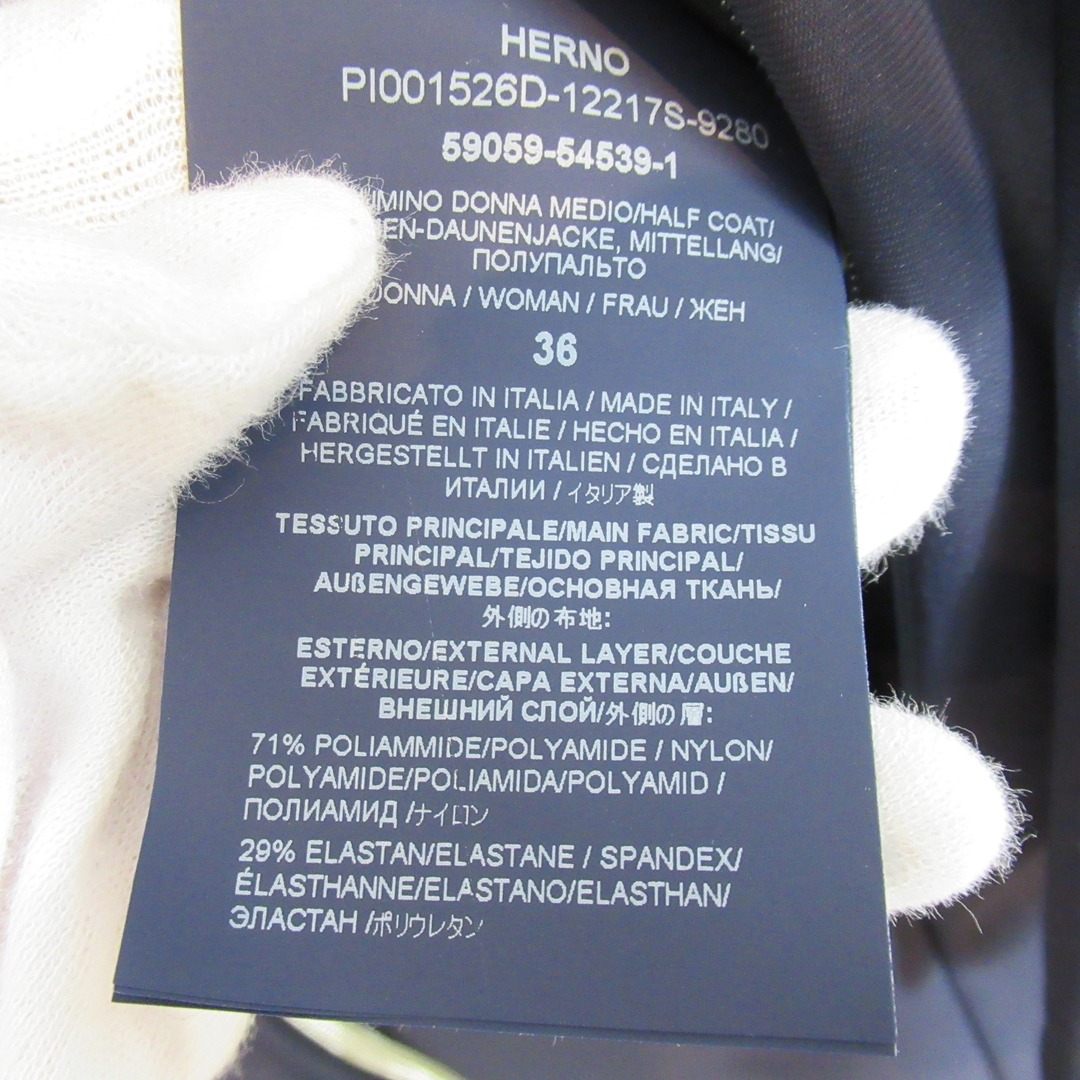 HERNO
PI001526D-12217S-9280
59059-54539-1
DONNA MEDIO/HALF COAT/
MITTELLANG/
ПОЛУПАЛЬТО
DONNA / WOMAN / FRAU / ЖЕН
36
FABBRICATO IN ITALIA / MADE IN ITALY /
FABRIQUÉ EN ITALIE / HECHO EN ITALIA /
HERGESTELLT IN ITALIEN / СДЕЛАНО В
ИТАЛИИ / イタリア製
TESSUTO PRINCIPALE/MAIN FABRIC/TISSU
PRINCIPAL/TEJIDO PRINCIPAL/
AUßENGEWEBE/ОСНОВНАЯ ТКАНЬ/
外側の布地:
ESTERNO/EXTERNAL LAYER/COUCHE
EXTÉRIEURE/CAPA EXTERNA/AUßEN/
ВНЕШНИЙ СЛОЙ/外側の層:
71% POLIAMMIDE/POLYAMIDE / NYLON/
POLYAMIDE/POLIAMIDA/POLYAMID /
ПОЛИАМИД /ナイロン
29% ELASTAN/ELASTANE / SPANDEX/
ÉLASTHANNE/ELASTANO/ELASTHAN/
ЭЛАСТАН /ポリウレタン